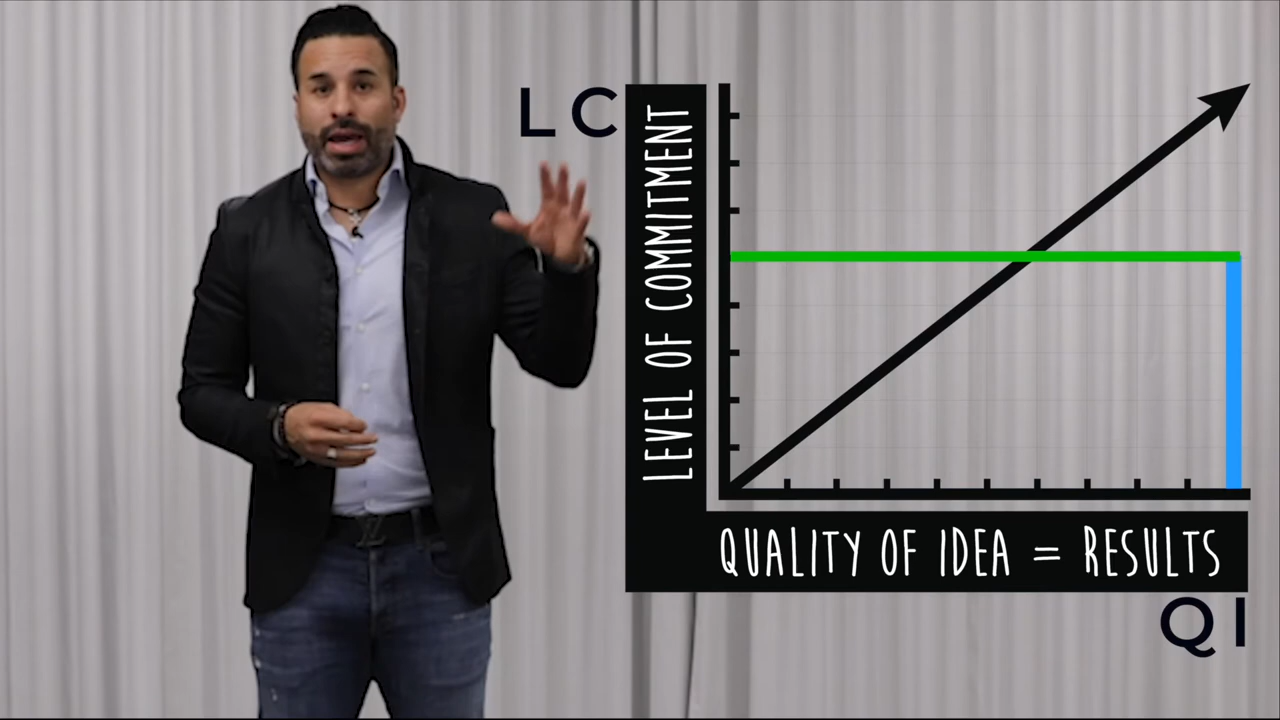 LC
LEVEL OF COMMITMENT
QUALITY OF IDEA = RESULTS
QI